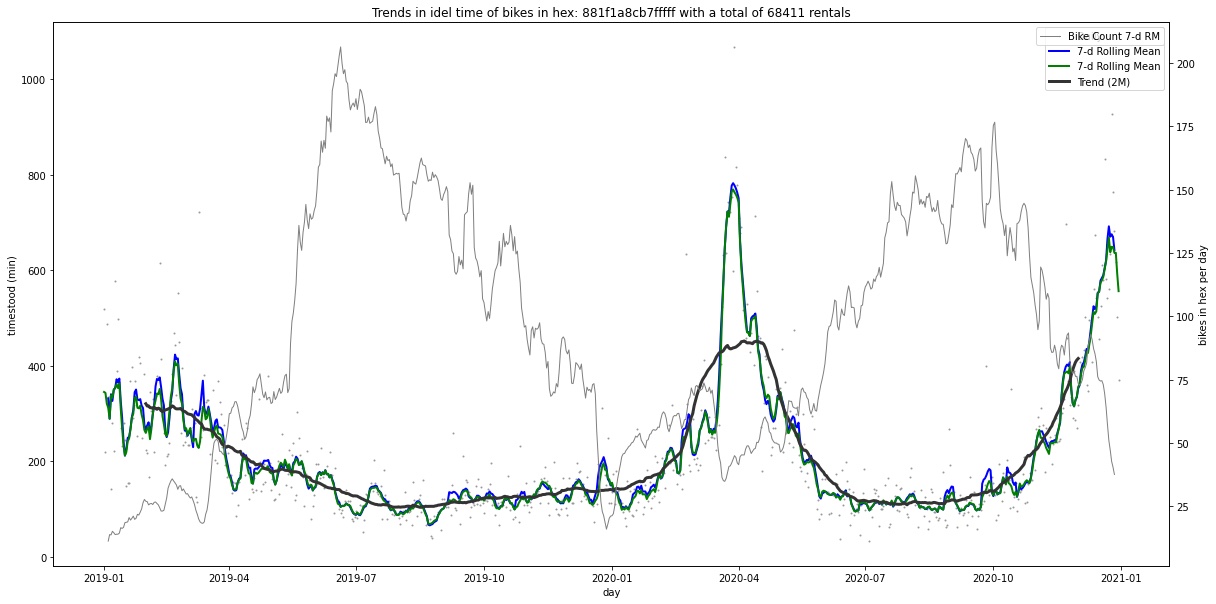 Trends in idel time of bikes in hex: 881f1a8cb7fffff with a total of 68411 rentals
Bike Count 7-d RM
7-d Rolling Mean
7-d Rolling Mean
Trend (2M)
timestood (min)
1000
800
600
400
200
0
200
175
150
125
100
75
50
25
bikes in hex per day
2019-01 2019-04 2019-07 2019-10 2020-01 2020-04 2020-07 2020-10 2021-01
day